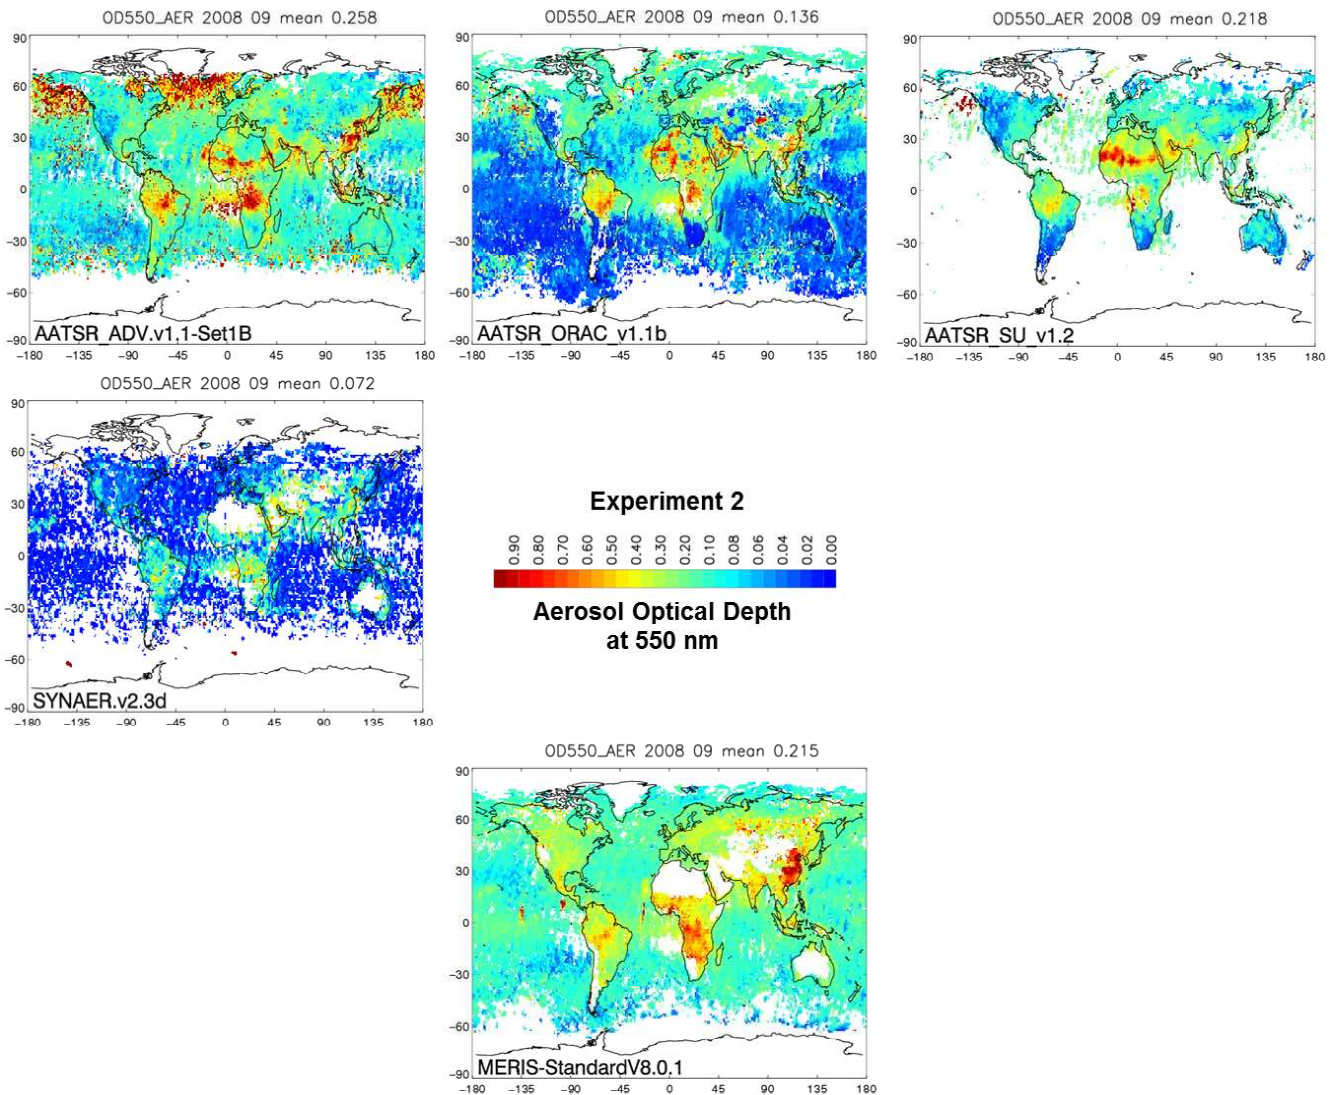 OD550_AER 2008 09 mean 0.258
90
60
30
0
−30
−60
−90
AATSR_ADV.v1.1-Set1B
−180 −135 −90 −45 0 45 90 135 180
OD550_AER 2008 09 mean 0.136
90
60
30
0
−30
−60
−90
AATSR_ORAC_v1.1b
−180 −135 −90 −45 0 45 90 135 180
OD550_AER 2008 09 mean 0.218
90
60
30
0
−30
−60
−90
AATSR_SU_v1.2
−180 −135 −90 −45 0 45 90 135 180
OD550_AER 2008 09 mean 0.072
90
60
30
0
−30
−60
−90
SYNAER.v2.3d
−180 −135 −90 −45 0 45 90 135 180
Experiment 2
0.90 0.80 0.70 0.60 0.50 0.40 0.30 0.20 0.10 0.08 0.06 0.04 0.02 0.00
Aerosol Optical Depth
at 550 nm
OD550_AER 2008 09 mean 0.215
90
60
30
0
−30
−60
−90
MERIS-StandardV8.0.1
−180 −135 −90 −45 0 45 90 135 180